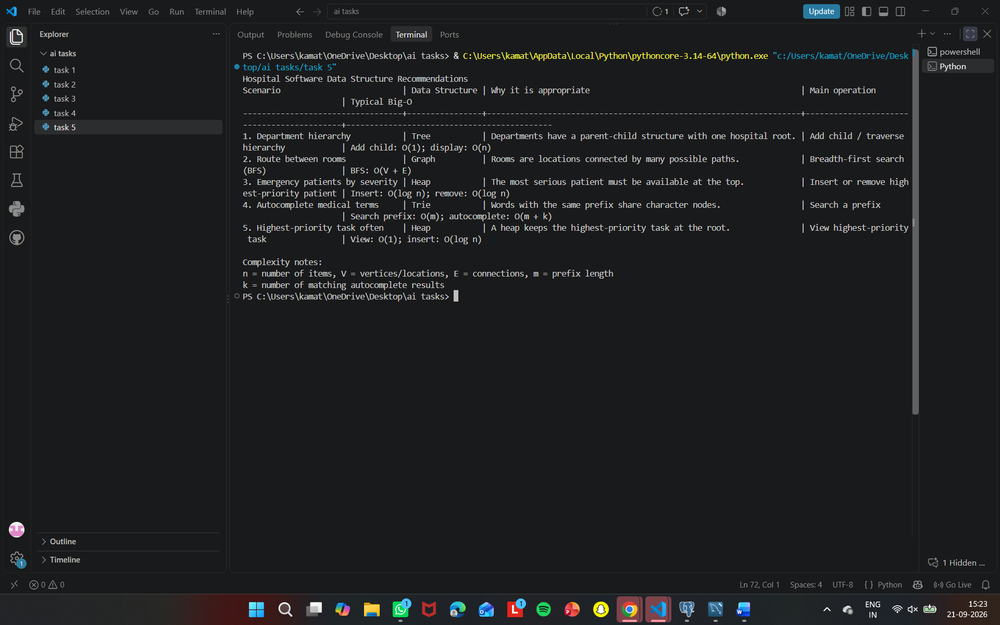 File Edit Selection View Go Run Terminal Help
ai tasks
1
Update
Explorer
ai tasks
task 1
task 2
task 3
task 4
task 5
Outline
Timeline
Output Problems Debug Console Terminal Ports
PS C:\Users\kamat\OneDrive\Desktop\ai tasks> & C:\Users\kamat\AppData\Local\Python\pythoncore-3.14-64\python.exe "c:/Users/kamat/OneDrive/Desk
top/ai tasks/task 5"
Hospital Software Data Structure Recommendations
Scenario | Data Structure | Why it is appropriate | Main operation
| Typical Big-O
----------------------------------+----------------+-------------------------------------------------------------------+----------------------
---------------------+--------------------------------------------
1. Department hierarchy | Tree | Departments have a parent-child structure with one hospital root. | Add child / traverse
hierarchy | Add child: O(1); display: O(n)
2. Route between rooms | Graph | Rooms are locations connected by many possible paths. | Breadth-first search
(BFS) | BFS: O(V + E)
3. Emergency patients by severity | Heap | The most serious patient must be available at the top. | Insert or remove high
est-priority patient | Insert: O(log n); remove: O(log n)
4. Autocomplete medical terms | Trie | Words with the same prefix share character nodes. | Search a prefix
| Search prefix: O(m); autocomplete: O(m + k)
5. Highest-priority task often | Heap | A heap keeps the highest-priority task at the root. | View highest-priority
task | View: O(1); insert: O(log n)
Complexity notes:
n = number of items, V = vertices/locations, E = connections, m = prefix length
k = number of matching autocomplete results
PS C:\Users\kamat\OneDrive\Desktop\ai tasks>
powershell
Python
1 Hidden ...
1
0 0
Ln 72, Col 1 Spaces: 4 UTF-8 { } Python Go Live
1
L 1
P
W
ENG
IN
15:23
21-09-2026